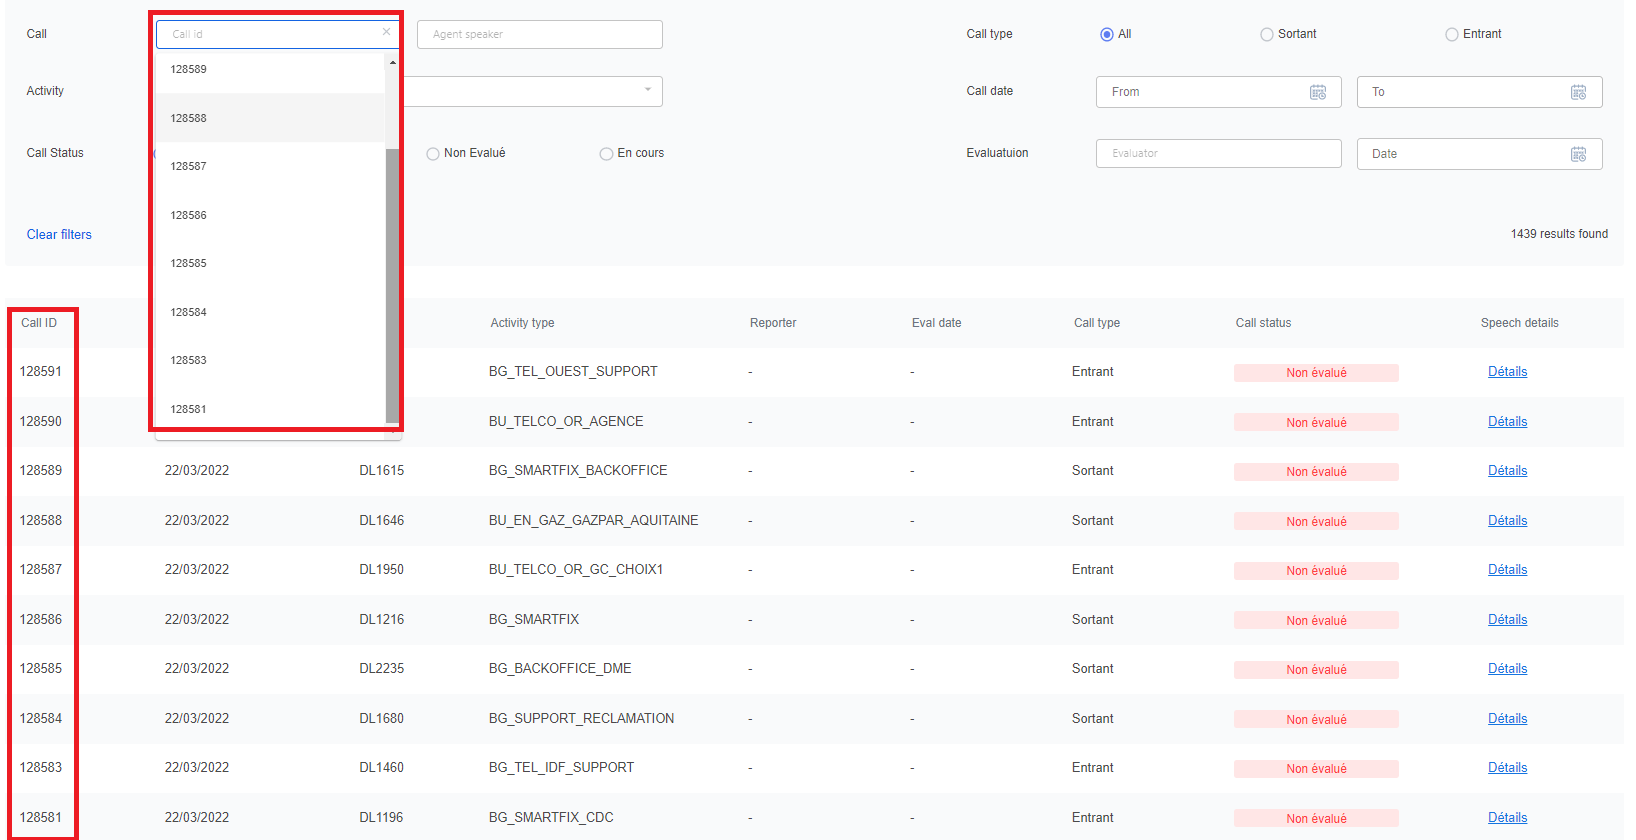 Call Call id × Agent speaker Call type All Sortant Entrant
128589
Activity Call date From To
128588
Call Status Non Evalué En cours Evaluatuion Evaluator Date
128587
128586
Clear filters 1439 results found
128585
128584
Call ID Activity type Reporter Eval date Call type Call status Speech details
128583
128591 BG_TEL_OUEST_SUPPORT - - Entrant Non évalué Détails
128581
128590 BU_TELCO_OR_AGENCE - - Entrant Non évalué Détails
128589 22/03/2022 DL1615 BG_SMARTFIX_BACKOFFICE - - Sortant Non évalué Détails
128588 22/03/2022 DL1646 BU_EN_GAZ_GAZPAR_AQUITAINE - - Sortant Non évalué Détails
128587 22/03/2022 DL1950 BU_TELCO_OR_GC_CHOIX1 - - Entrant Non évalué Détails
128586 22/03/2022 DL1216 BG_SMARTFIX - - Sortant Non évalué Détails
128585 22/03/2022 DL2235 BG_BACKOFFICE_DME - - Sortant Non évalué Détails
128584 22/03/2022 DL1680 BG_SUPPORT_RECLAMATION - - Sortant Non évalué Détails
128583 22/03/2022 DL1460 BG_TEL_IDF_SUPPORT - - Entrant Non évalué Détails
128581 22/03/2022 DL1196 BG_SMARTFIX_CDC - - Entrant Non évalué Détails